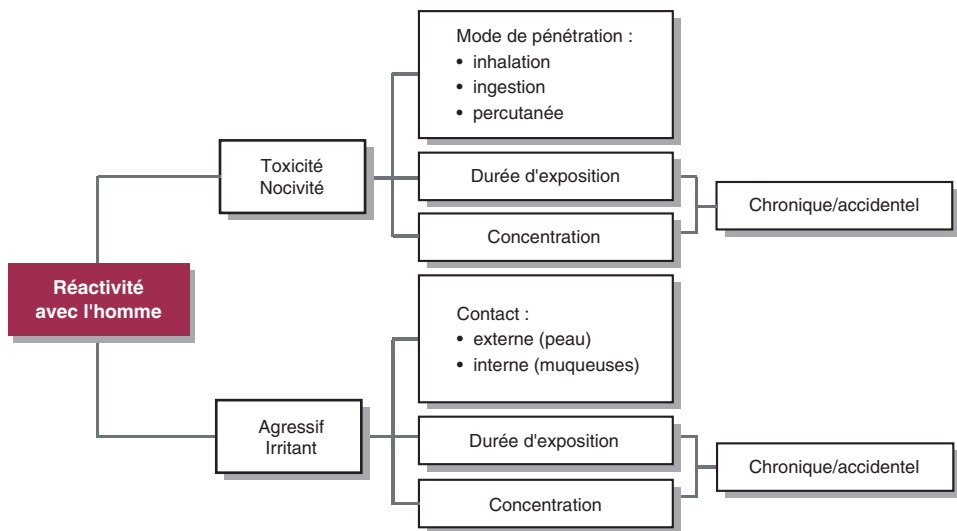 Réactivité
avec l'homme
Toxicité
Nocivité
Mode de pénétration :
• inhalation
• ingestion
• percutanée
Durée d'exposition
Concentration
Chronique/accidentel
Agressif
Irritant
Contact :
• externe (peau)
• interne (muqueuses)
Durée d'exposition
Concentration
Chronique/accidentel